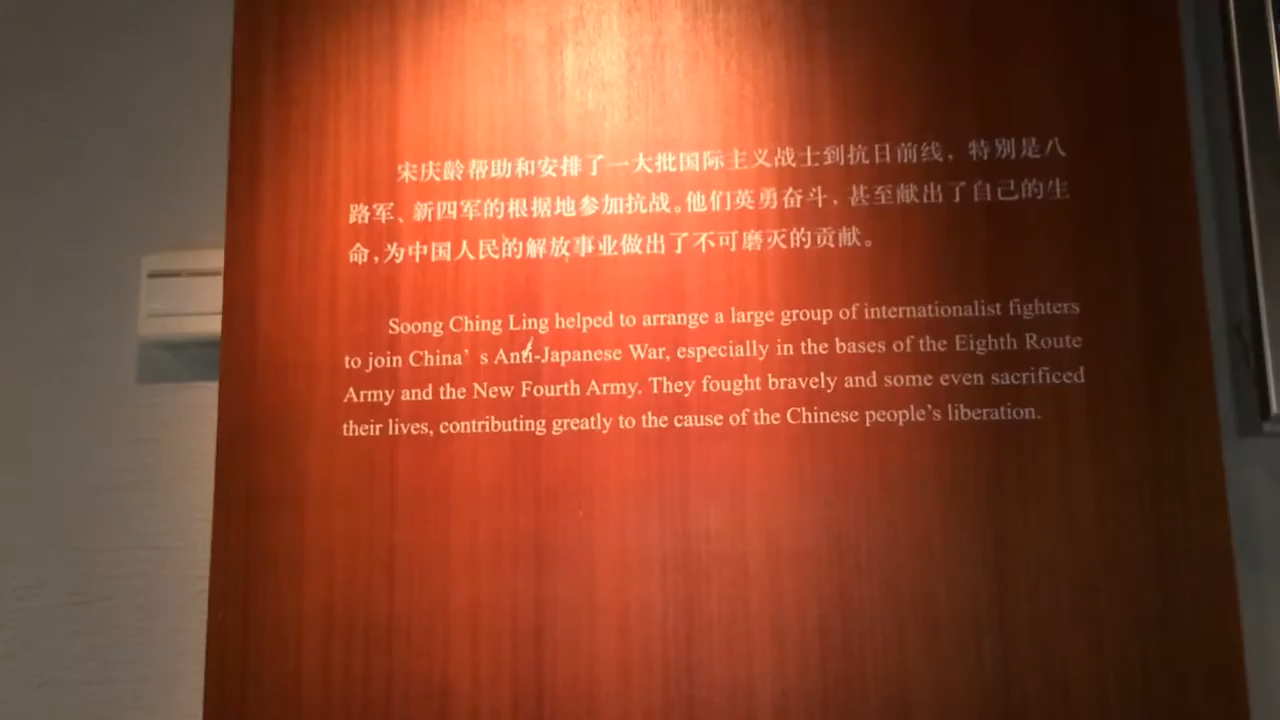 宋庆龄帮助和安排了一大批国际主义战士到抗日前线，特别是八
路军、新四军的根据地参加抗战。他们英勇奋斗，甚至献出了自己的生
命，为中国人民的解放事业做出了不可磨灭的贡献。
Soong Ching Ling helped to arrange a large group of internationalist fighters
to join China’s Anti-Japanese War, especially in the bases of the Eighth Route
Army and the New Fourth Army. They fought bravely and some even sacrificed
their lives, contributing greatly to the cause of the Chinese people’s liberation.